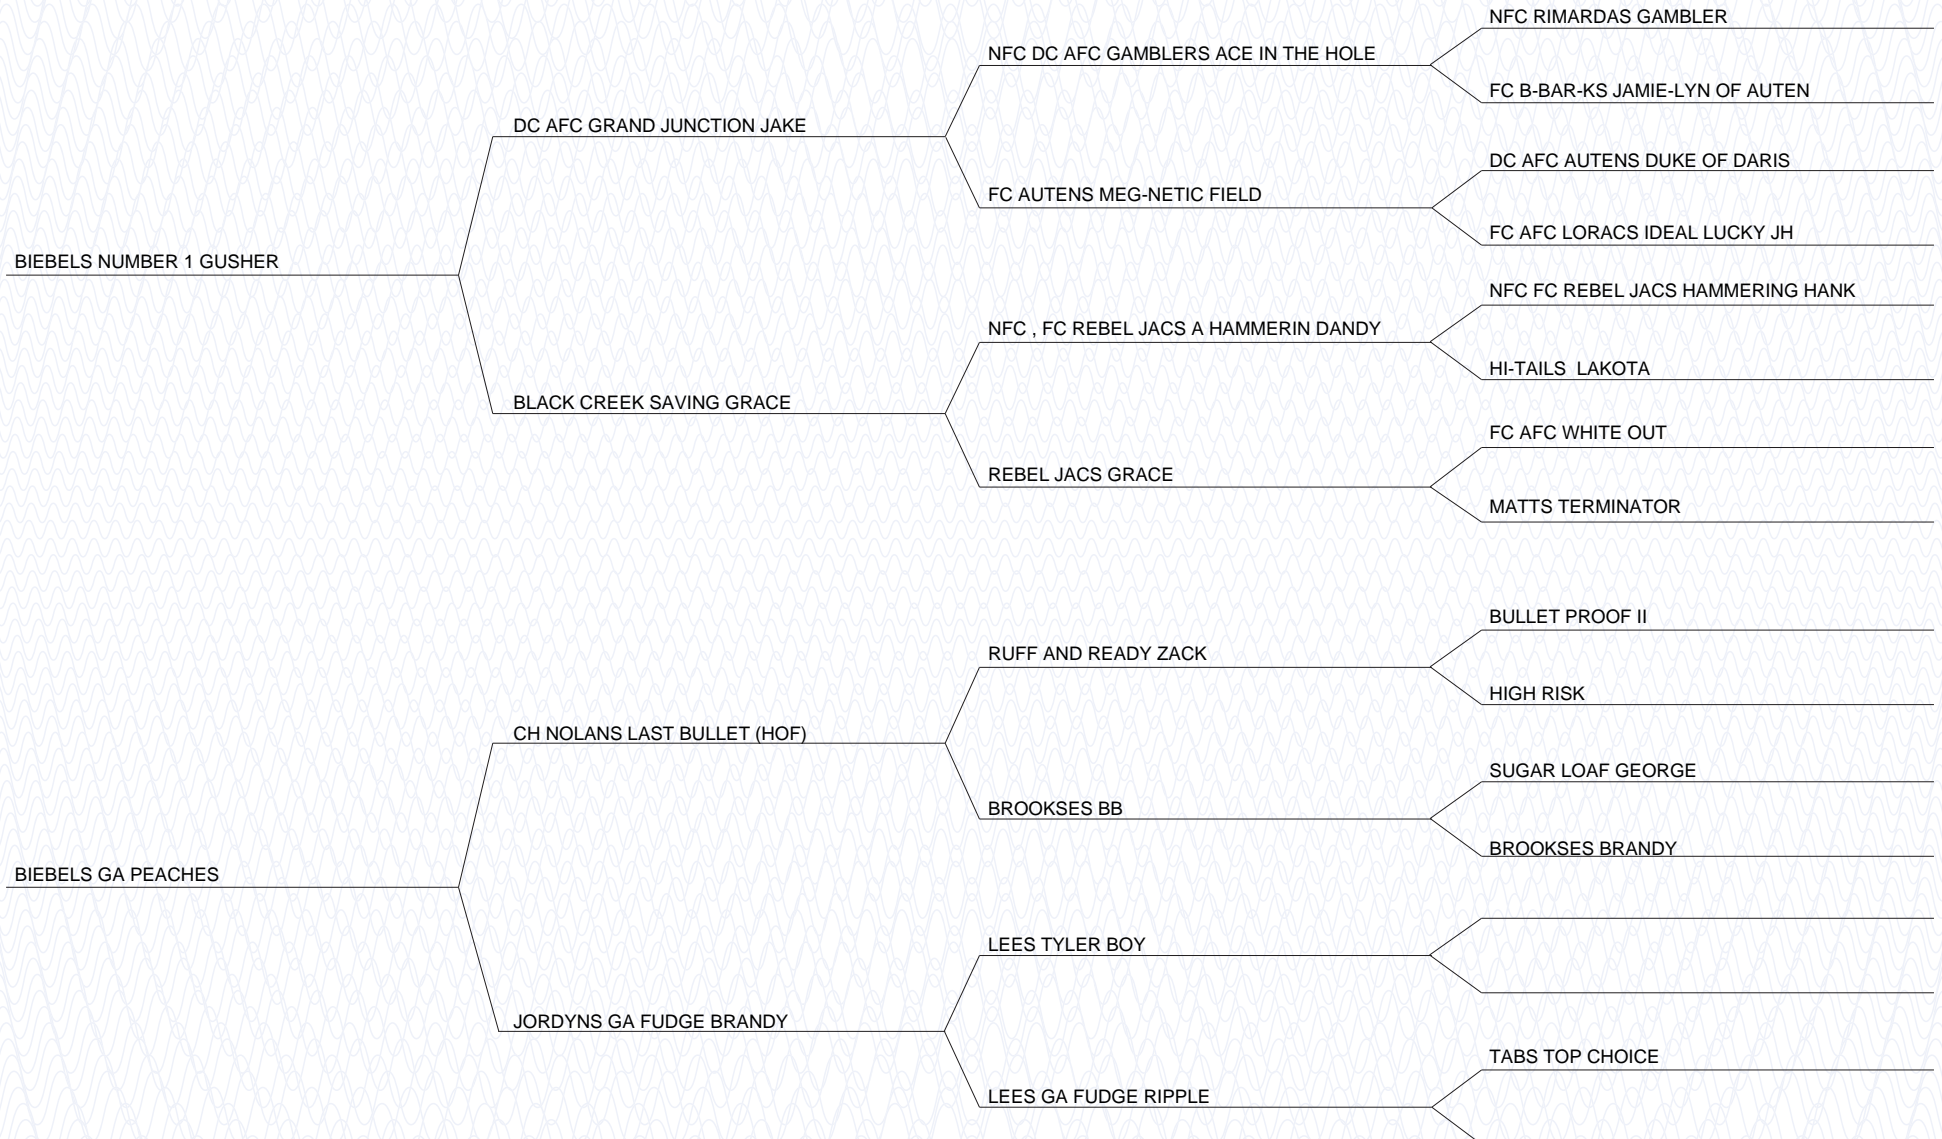 NFC RIMARDAS GAMBLER
NFC DC AFC GAMBLERS ACE IN THE HOLE
FC B-BAR-KS JAMIE-LYN OF AUTEN
DC AFC GRAND JUNCTION JAKE
DC AFC AUTENS DUKE OF DARIS
FC AUTENS MEG-NETIC FIELD
FC AFC LORACS IDEAL LUCKY JH
BIEBELS NUMBER 1 GUSHER
NFC FC REBEL JACS HAMMERING HANK
NFC , FC REBEL JACS A HAMMERIN DANDY
HI-TAILS  LAKOTA
BLACK CREEK SAVING GRACE
FC AFC WHITE OUT
REBEL JACS GRACE
MATTS TERMINATOR
BULLET PROOF II
RUFF AND READY ZACK
HIGH RISK
CH NOLANS LAST BULLET (HOF)
SUGAR LOAF GEORGE
BROOKSES BB
BROOKSES BRANDY
BIEBELS GA PEACHES
LEES TYLER BOY
JORDYNS GA FUDGE BRANDY
TABS TOP CHOICE
LEES GA FUDGE RIPPLE